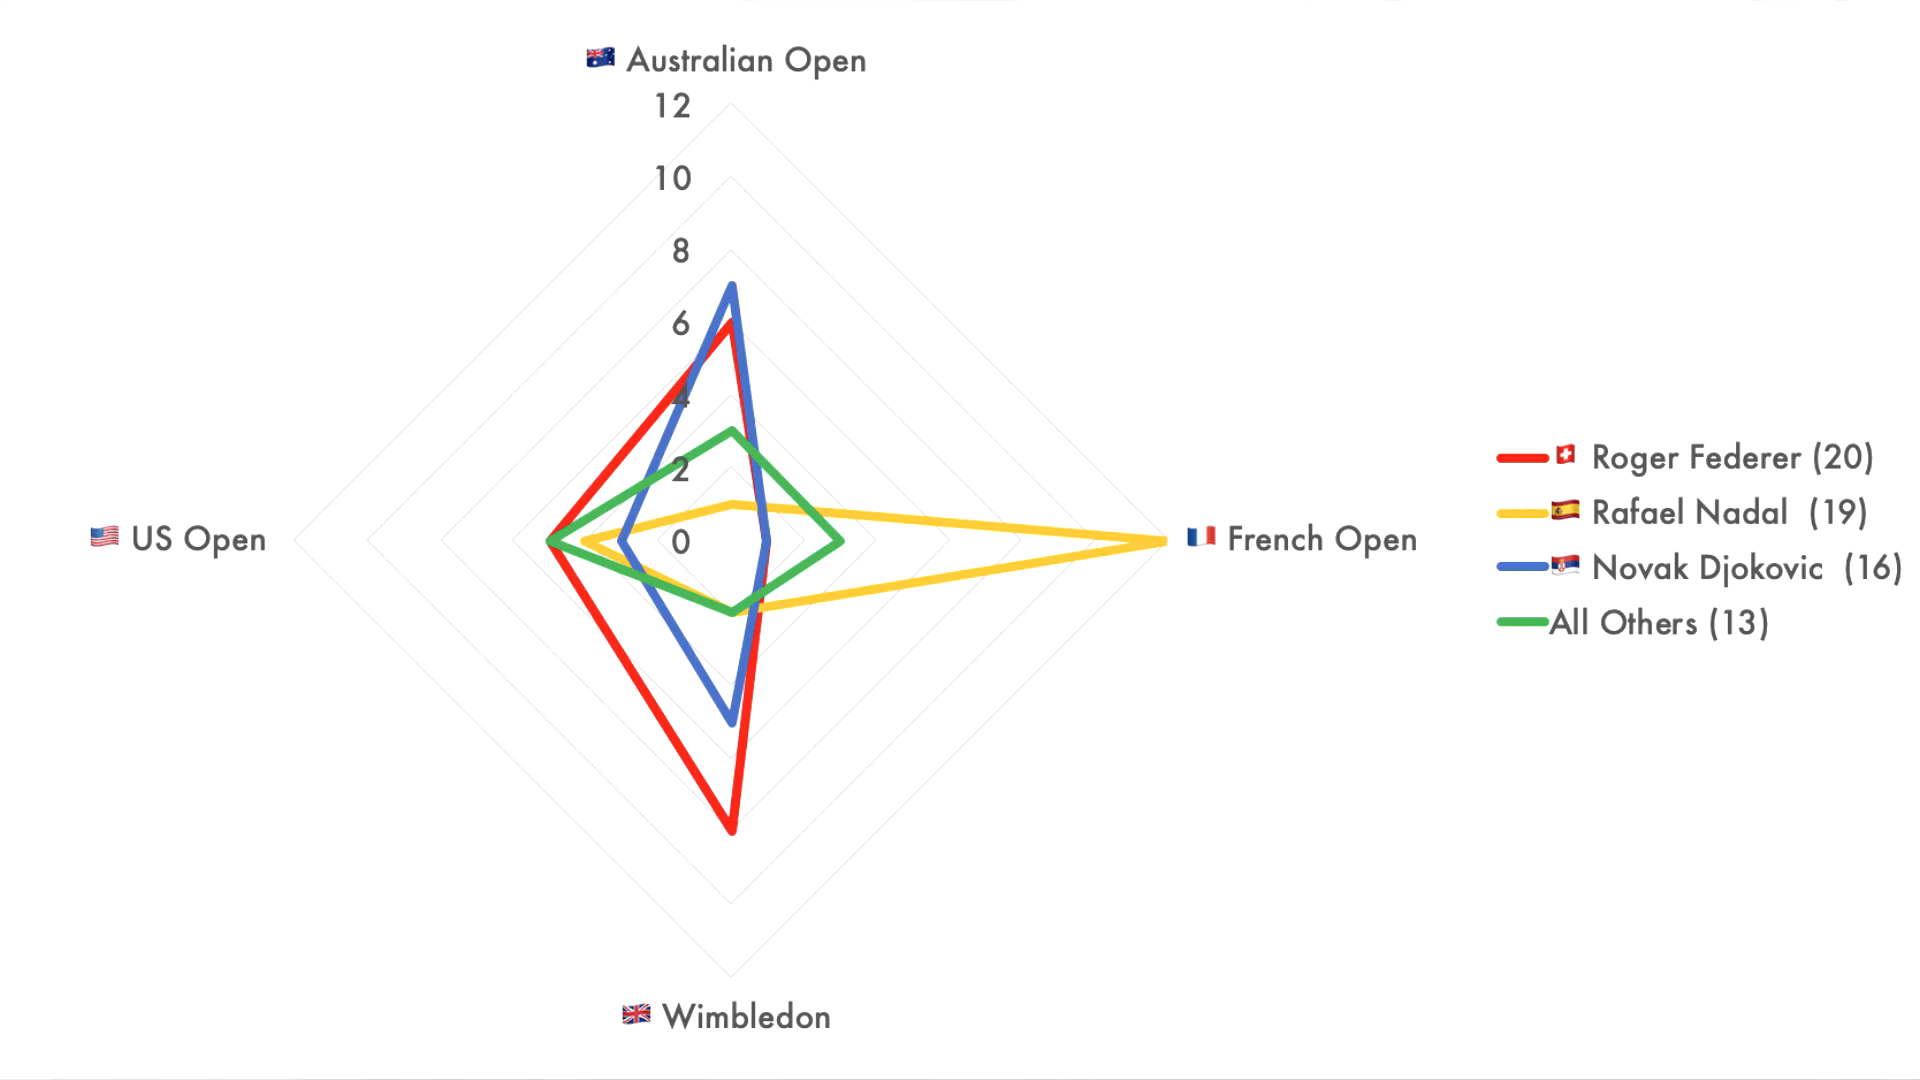 Australian Open
12
10
8
6
4
2
0
US Open
French Open
Wimbledon
Roger Federer (20)
Rafael Nadal (19)
Novak Djokovic (16)
All Others (13)